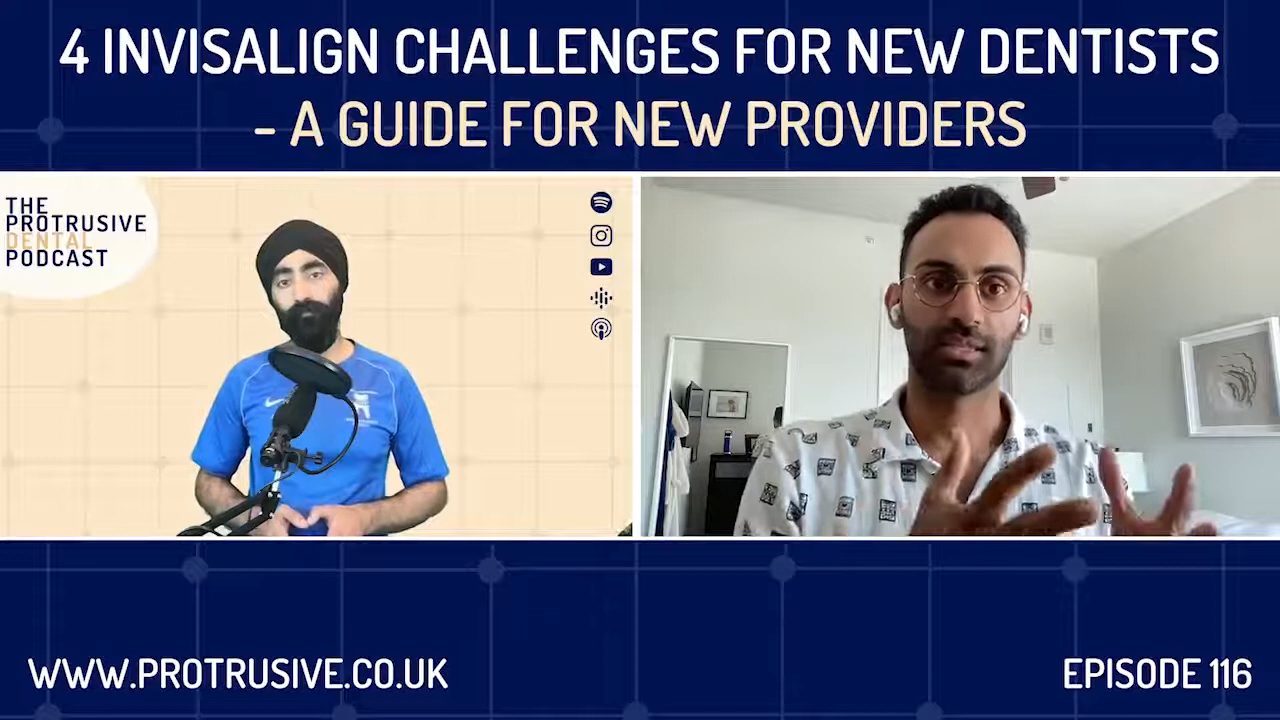 4 INVISALIGN CHALLENGES FOR NEW DENTISTS
- A GUIDE FOR NEW PROVIDERS
THE
PROTRUSIVE
DENTAL
PODCAST
WWW.PROTRUSIVE.CO.UK
EPISODE 116